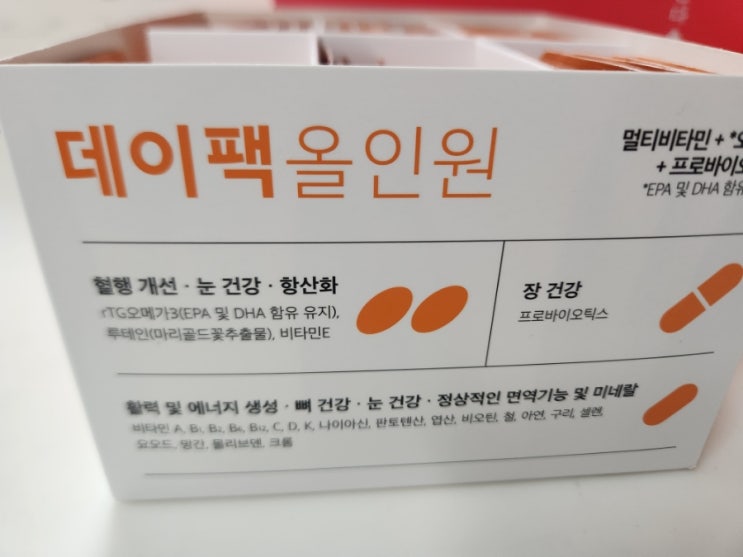 데이팩 올인원
멀티비타민 + *오
+ 프로바이오
*EPA 및 DHA 함유
혈행 개선 · 눈 건강 · 항산화
rTG오메가3(EPA 및 DHA 함유 유지),
루테인(마리골드꽃추출물), 비타민E
장 건강
프로바이오틱스
활력 및 에너지 생성 · 뼈 건강 · 눈 건강 · 정상적인 면역기능 및 미네랄
비타민 A, B₁, B₂, B₆, B₁₂, C, D, K, 나이아신, 판토텐산, 엽산, 비오틴, 철, 아연, 구리, 셀렌,
요오드, 망간, 몰리브덴, 크롬